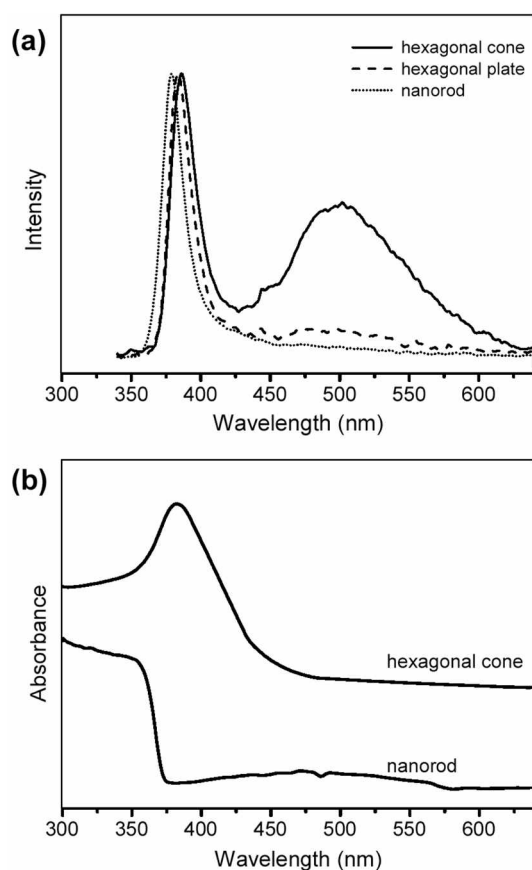 (a)
hexagonal cone
hexagonal plate
nanorod
Intensity
300 350 400 450 500 550 600
Wavelength (nm)
(b)
Absorbance
hexagonal cone
nanorod
300 350 400 450 500 550 600
Wavelength (nm)